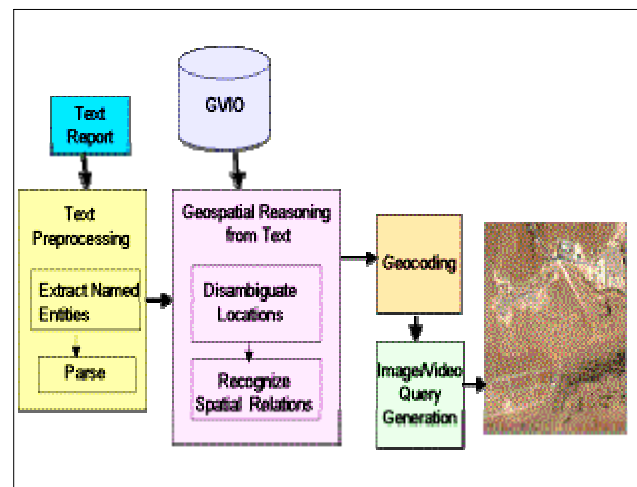 GVIO
Text
Report
Text
Preprocessing
Extract Named
Entities
Parse
Geospatial Reasoning
from Text
Disambiguate
Locations
Recognize
Spatial Relations
Geocoding
Image/Video
Query
Generation